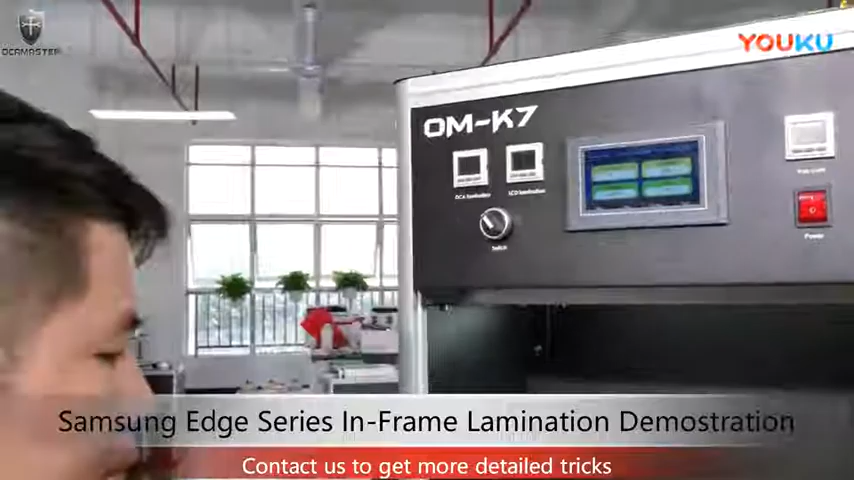 OCAMASTER
YOUKU
OM-K7
OCA lamination
LCD lamination
Switch
Power
Samsung Edge Series In-Frame Lamination Demostration
Contact us to get more detailed tricks